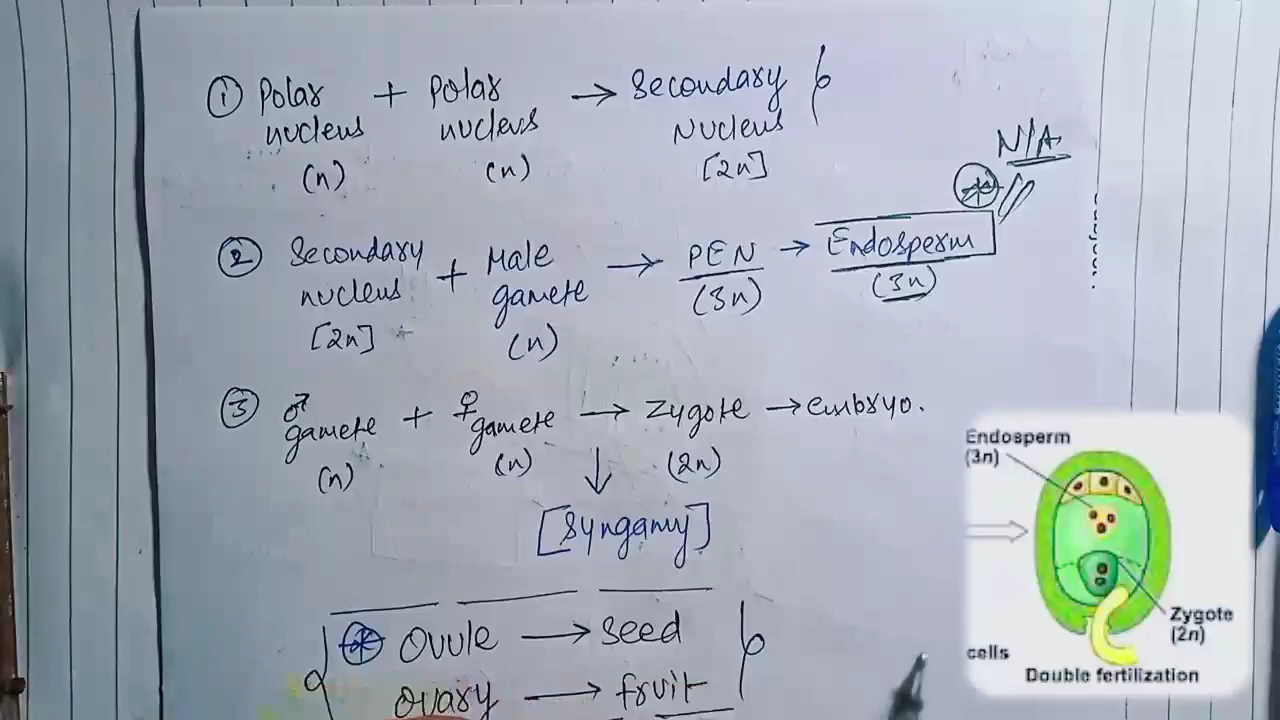 ① Polar nucleus (n) + Polar nucleus (n) → Secondary Nucleus [2n]
N/A
② Secondary nucleus [2n] + Male gamete (n) → PEN (3n) → Endosperm (3n)
③ ♂ gamete (n) + ♀ gamete (n) → Zygote (2n) → embryo.
↓
[Syngamy]
Ovule → Seed
Ovary → fruit
Endosperm
(3n)
Zygote
(2n)
cells
Double fertilization